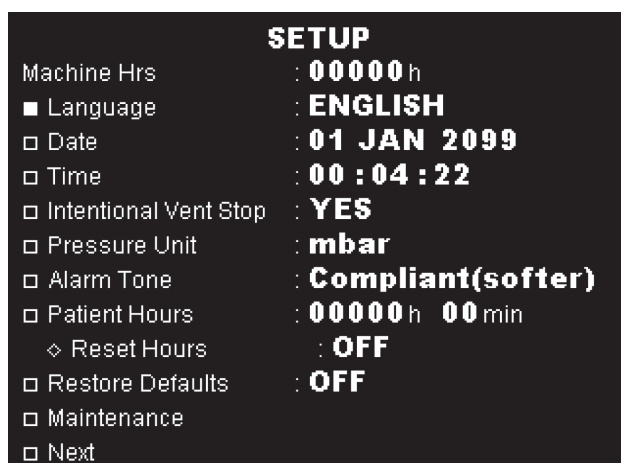 SETUP
Machine Hrs : 00000 h
Language : ENGLISH
Date : 01 JAN 2099
Time : 00 : 04 : 22
Intentional Vent Stop : YES
Pressure Unit : mbar
Alarm Tone : Compliant(softer)
Patient Hours : 00000 h 00 min
Reset Hours : OFF
Restore Defaults : OFF
Maintenance
Next